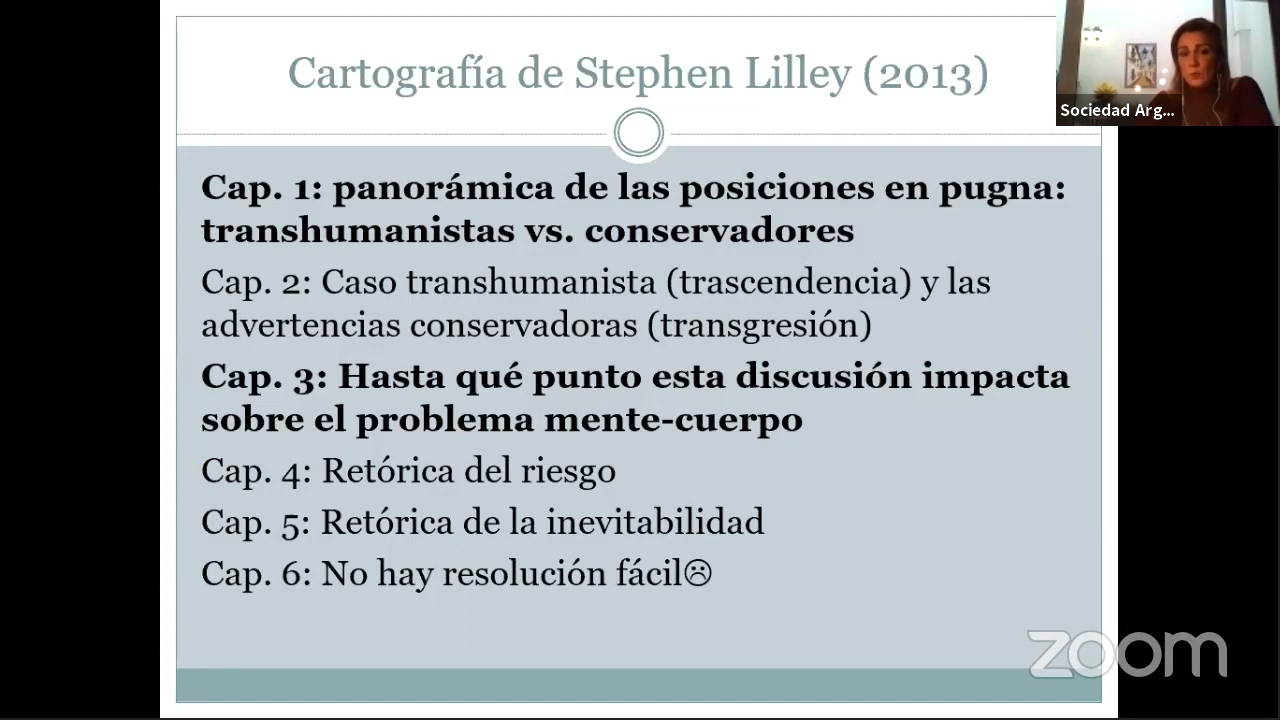 Cartografía de Stephen Lilley (2013)
Sociedad Arg...
Cap. 1: panorámica de las posiciones en pugna:
transhumanistas vs. conservadores
Cap. 2: Caso transhumanista (trascendencia) y las
advertencias conservadoras (transgresión)
Cap. 3: Hasta qué punto esta discusión impacta
sobre el problema mente-cuerpo
Cap. 4: Retórica del riesgo
Cap. 5: Retórica de la inevitabilidad
Cap. 6: No hay resolución fácil☹
zoom